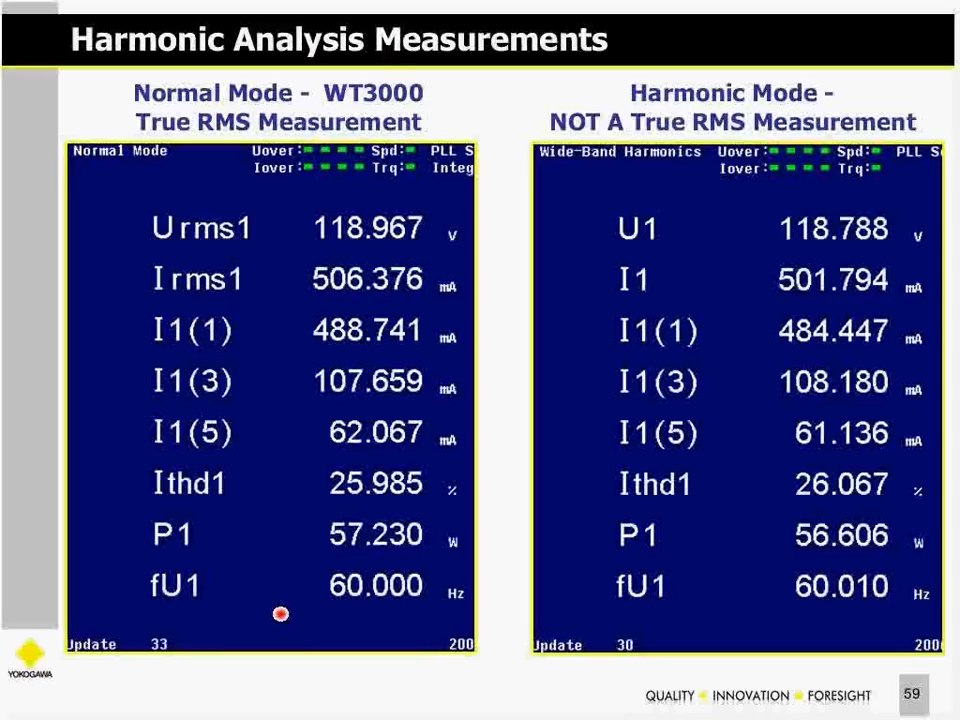 Harmonic Analysis Measurements
Normal Mode - WT3000
True RMS Measurement
Normal Mode Uover: Spd: PLL S
Iover: Trq: Integ
Urms1 118.967 V
Irms1 506.376 mA
I1(1) 488.741 mA
I1(3) 107.659 mA
I1(5) 62.067 mA
Ithd1 25.985 %
P1 57.230 W
fU1 60.000 Hz
Update 33 200
Harmonic Mode -
NOT A True RMS Measurement
Wide-Band Harmonics Uover: Spd: PLL So
Iover: Trq:
U1 118.788 V
I1 501.794 mA
I1(1) 484.447 mA
I1(3) 108.180 mA
I1(5) 61.136 mA
Ithd1 26.067 %
P1 56.606 W
fU1 60.010 Hz
Update 30 200
YOKOGAWA
QUALITY INNOVATION FORESIGHT 59